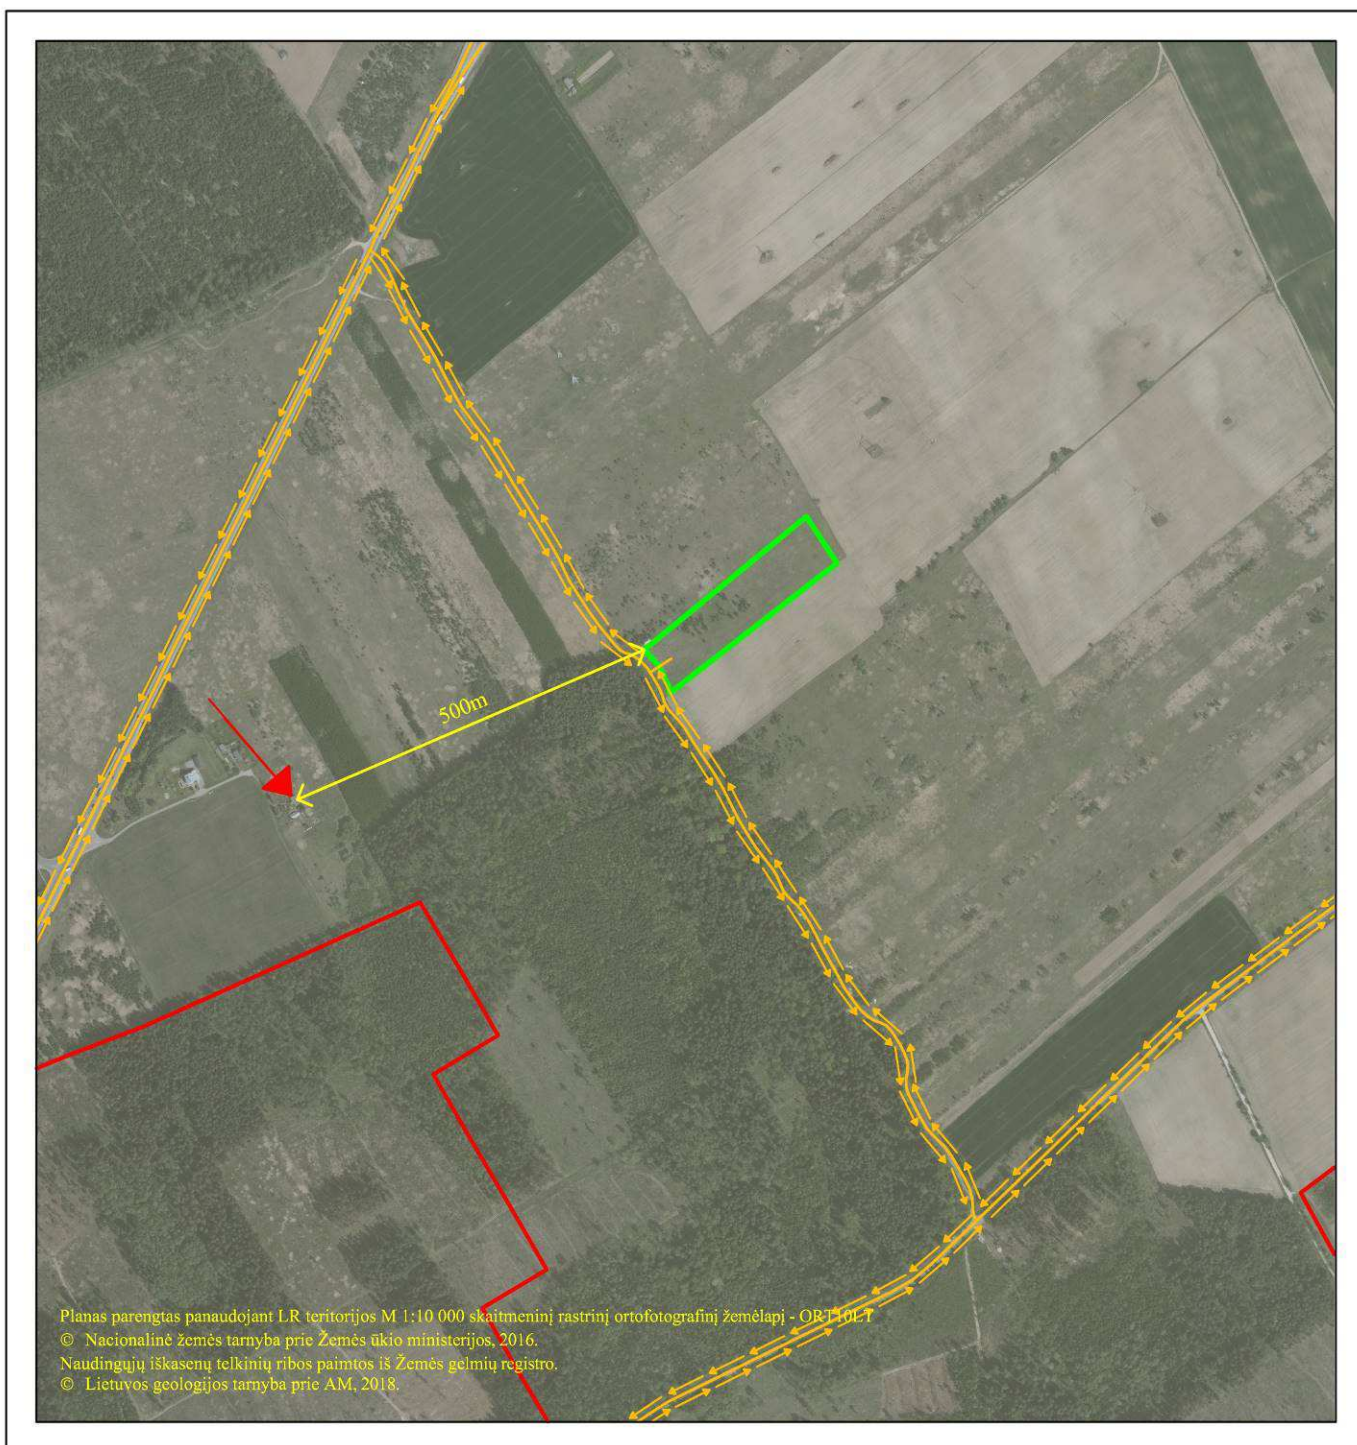 500m
Planas parengtas panaudojant LR teritorijos M 1:10 000 skaitmeninį rastrinį ortofotografinį žemėlapį - ORT10LT
© Nacionalinė žemės tarnyba prie Žemės ūkio ministerijos, 2016.
Naudingųjų iškasenų telkinių ribos paimtos iš Žemės gelmių registro.
© Lietuvos geologijos tarnyba prie AM, 2018.